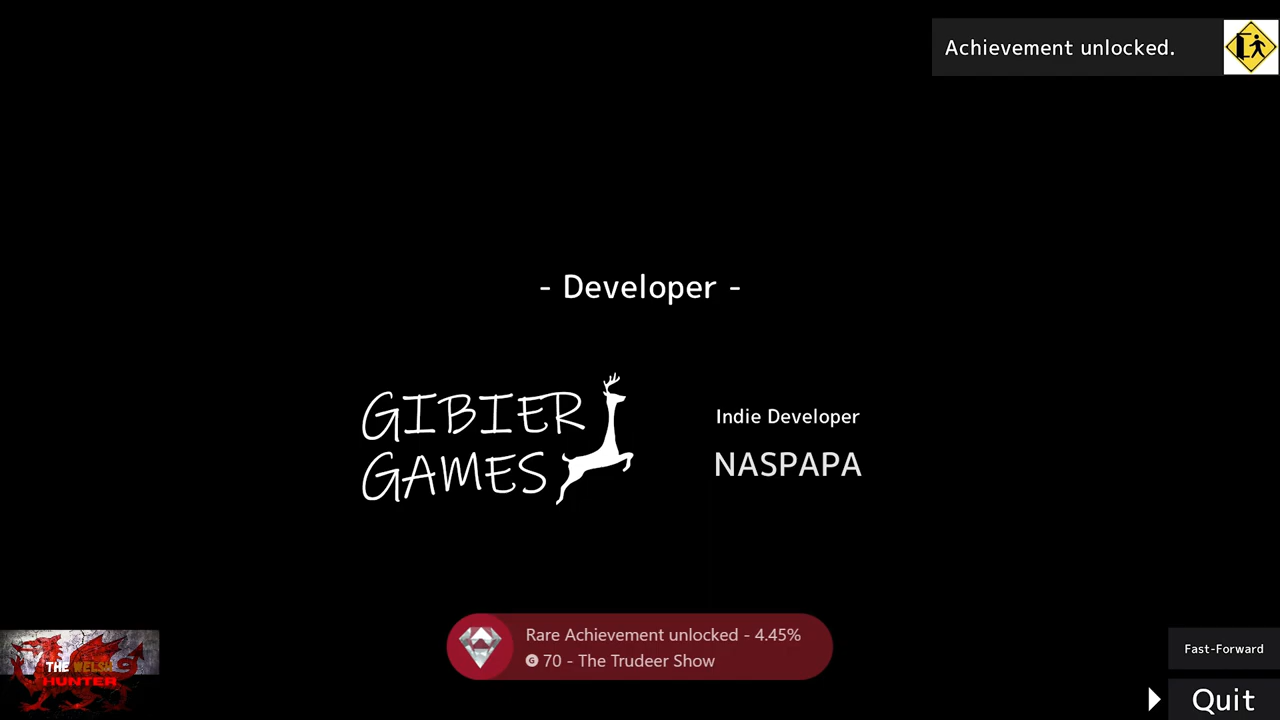 Achievement unlocked.
- Developer -
GIBIER
GAMES
Indie Developer
NASPAPA
Rare Achievement unlocked - 4.45%
G 70 - The Trudeer Show
THE WELSH
HUNTER
Fast-Forward
Quit